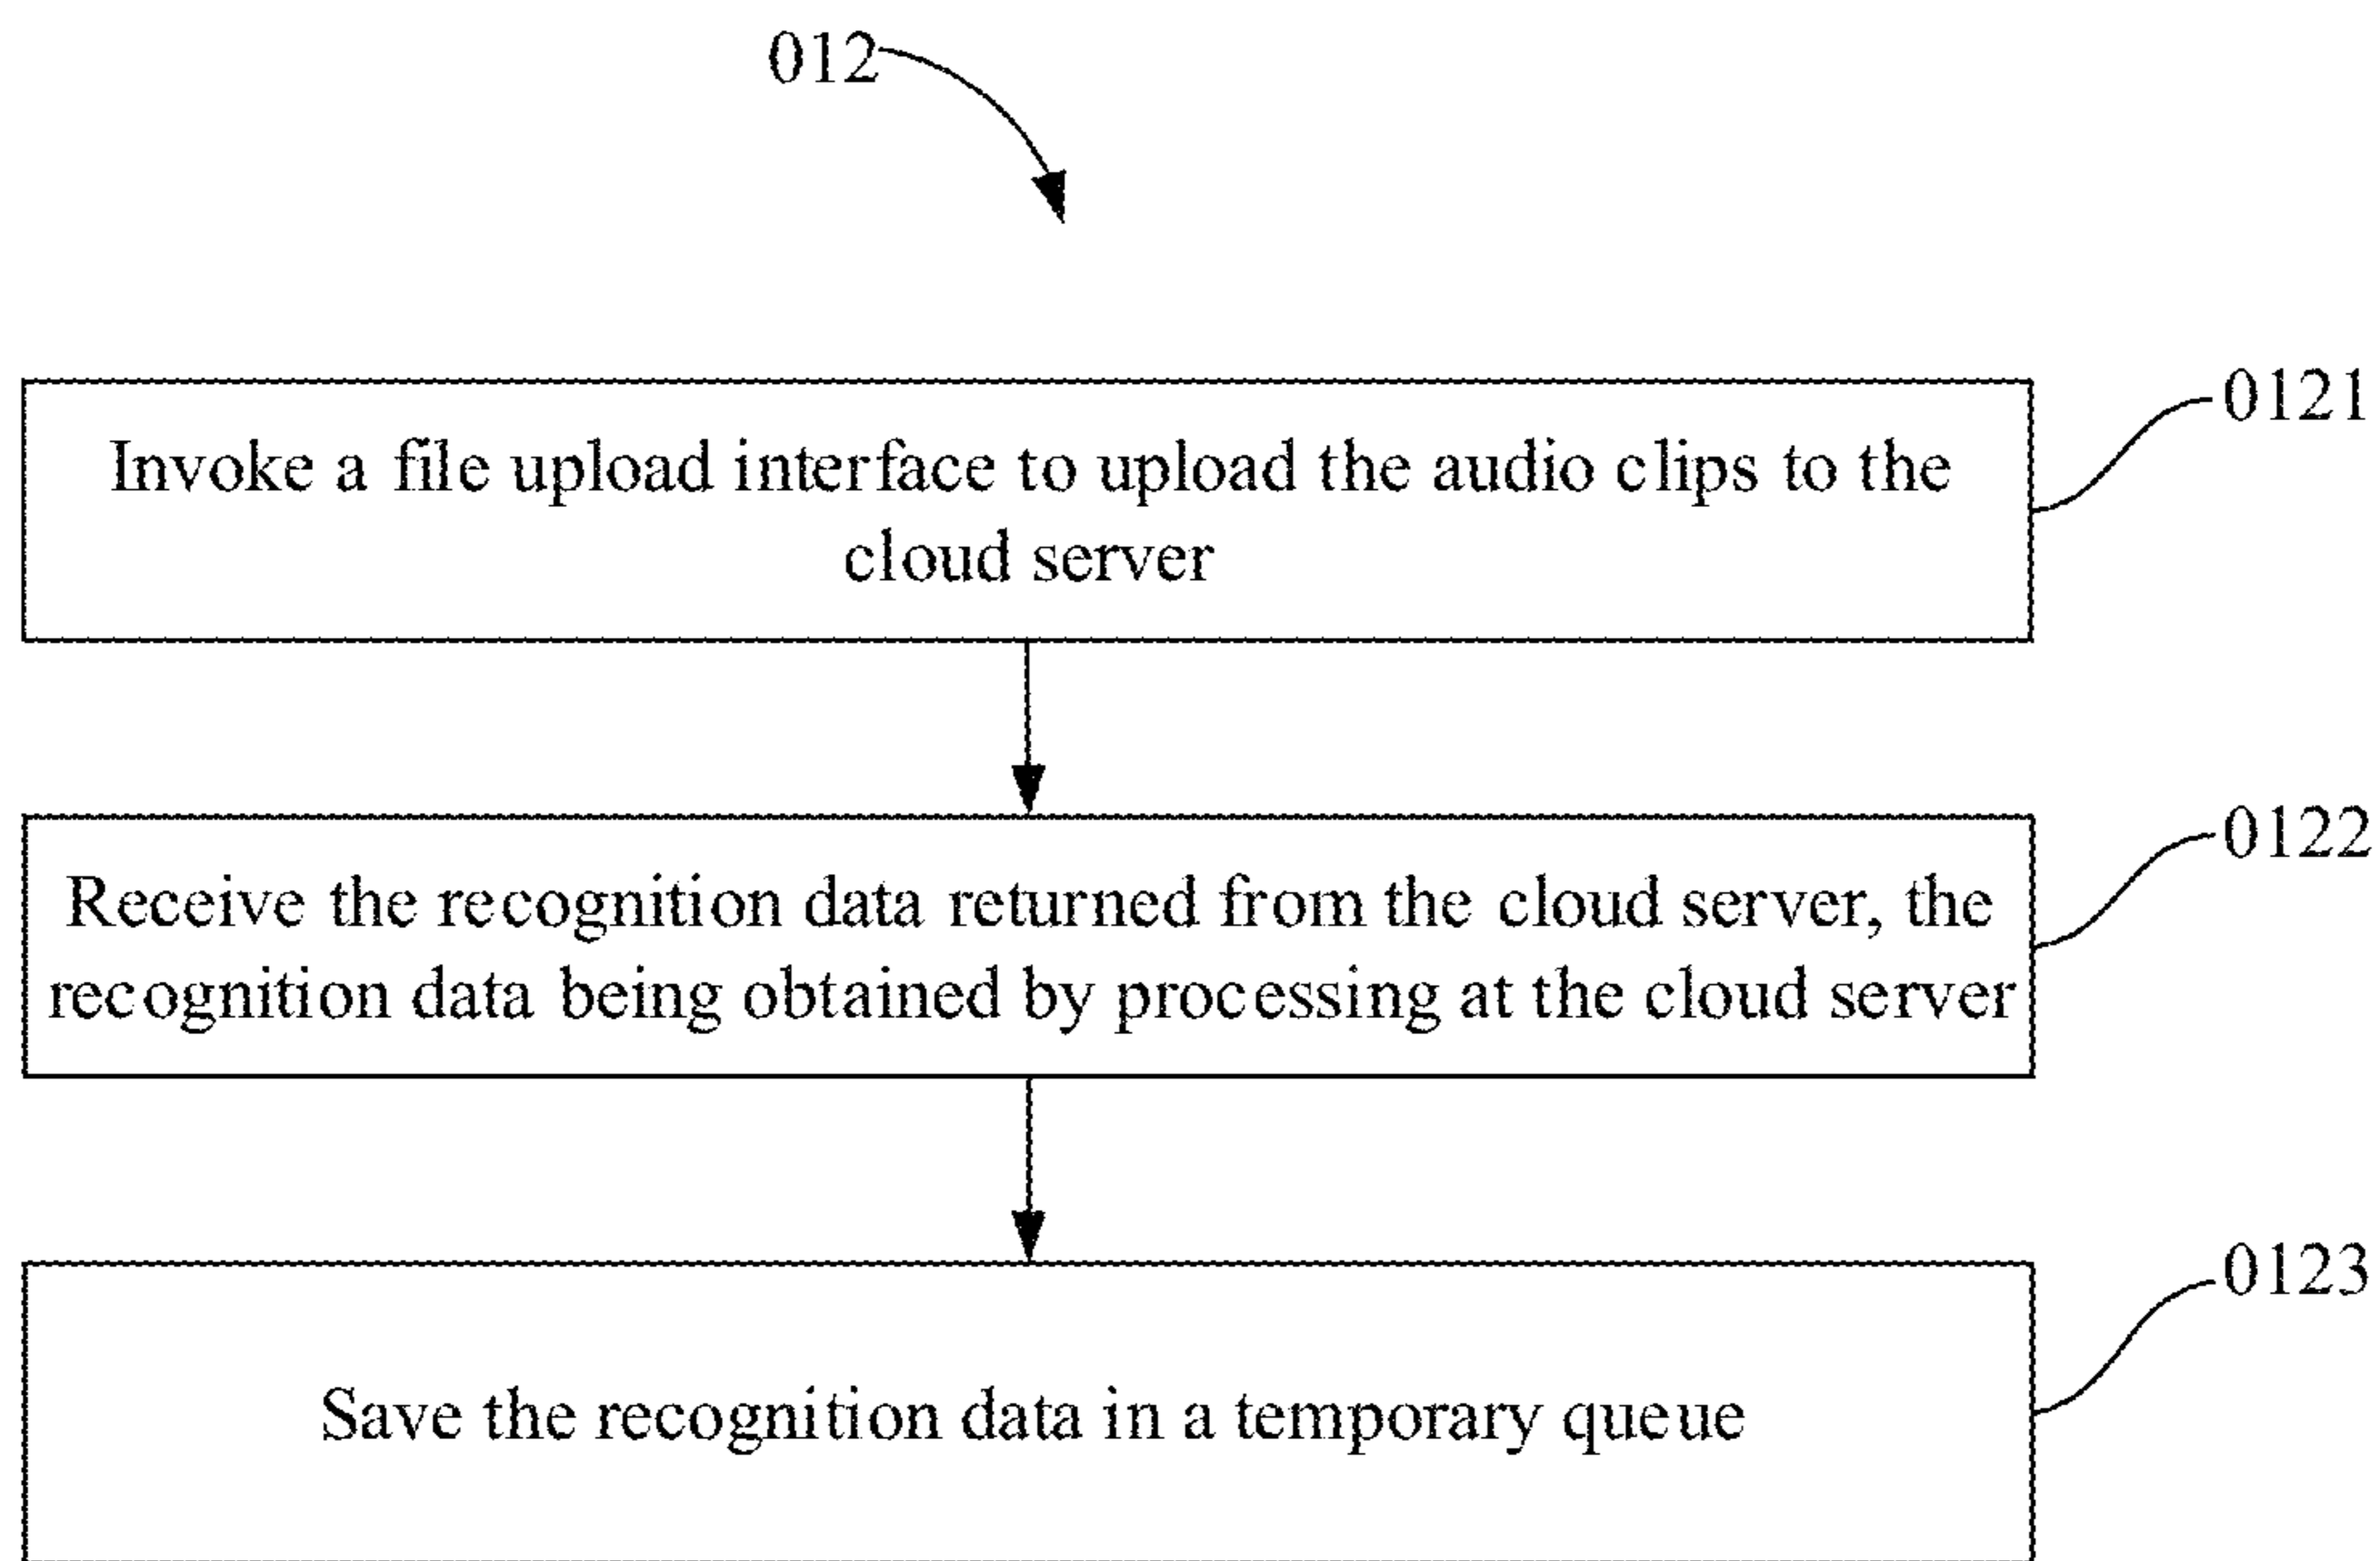 012
0121
Invoke a file upload interface to upload the audio clips to the
cloud server
0122
Receive the recognition data returned from the cloud server, the
recognition data being obtained by processing at the cloud server
0123
Save the recognition data in a temporary queue